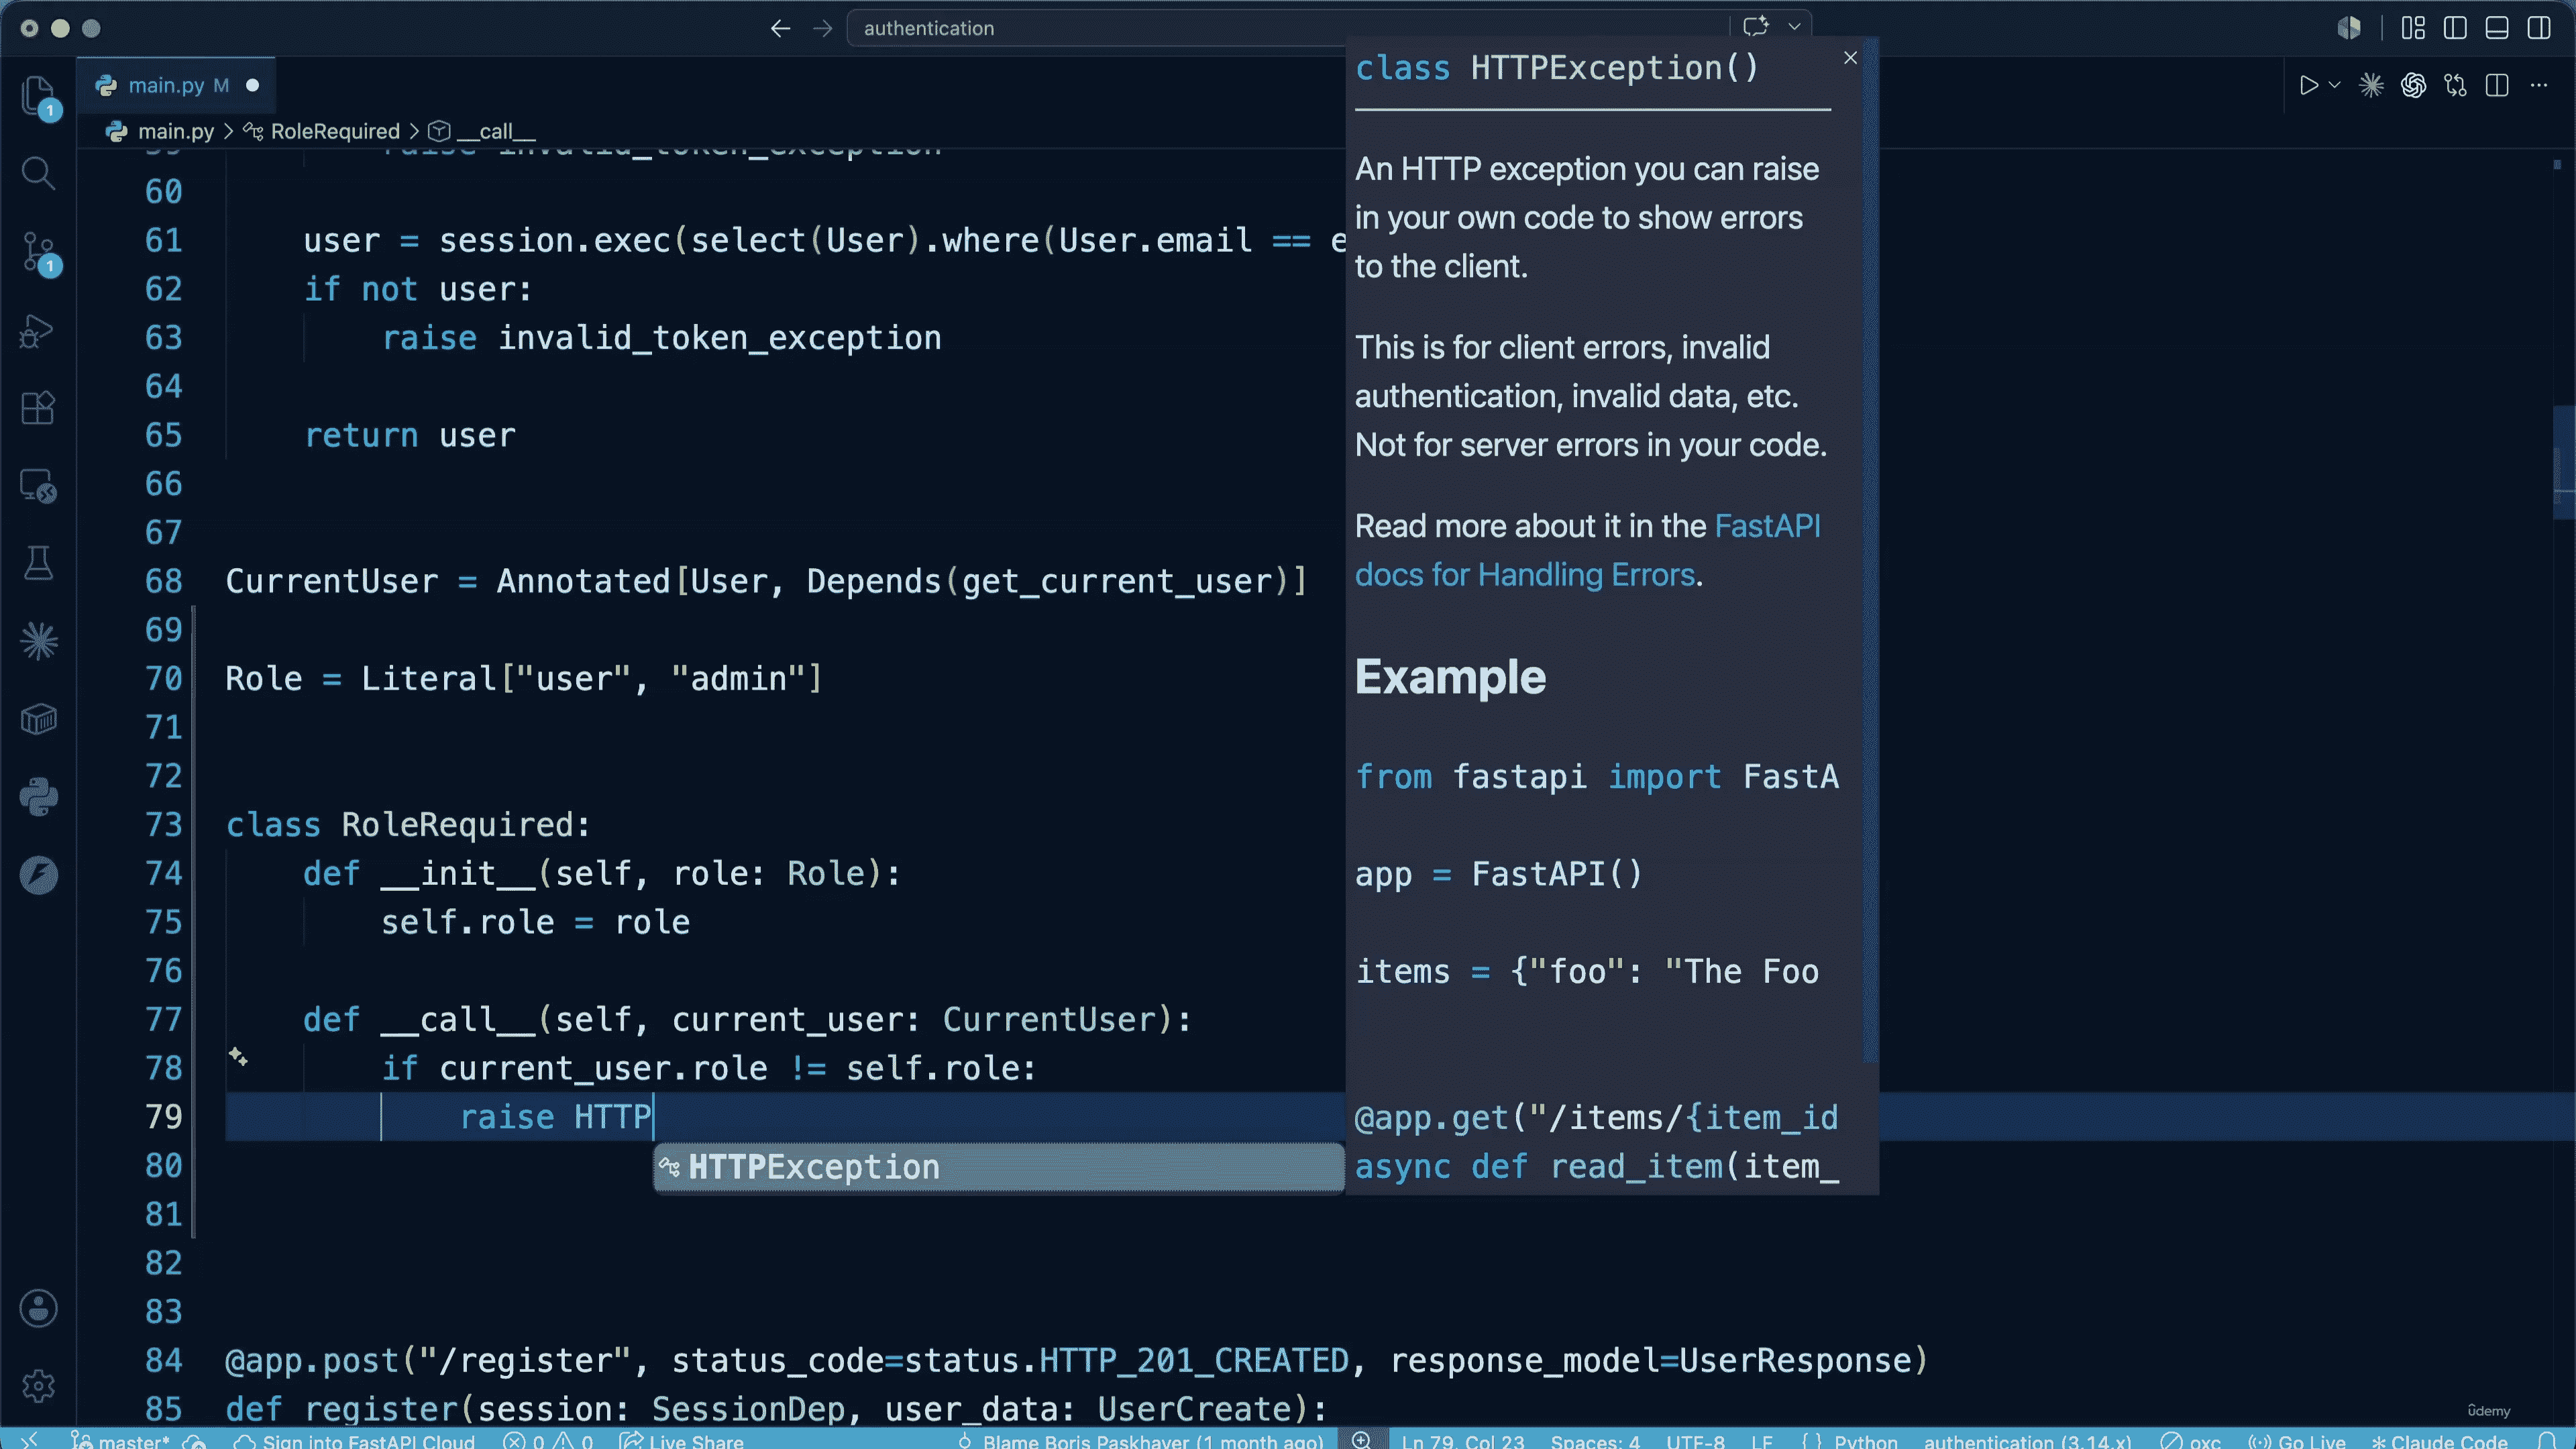 authentication
main.py M
main.py > RoleRequired > __call__
raise invalid_token_exception
60
61 user = session.exec(select(User).where(User.email == e
62 if not user:
63 raise invalid_token_exception
64
65 return user
66
67
68 CurrentUser = Annotated[User, Depends(get_current_user)]
69
70 Role = Literal["user", "admin"]
71
72
73 class RoleRequired:
74 def __init__(self, role: Role):
75 self.role = role
76
77 def __call__(self, current_user: CurrentUser):
78 if current_user.role != self.role:
79 raise HTTP
80 HTTPException
81
82
83
84 @app.post("/register", status_code=status.HTTP_201_CREATED, response_model=UserResponse)
85 def register(session: SessionDep, user_data: UserCreate):
class HTTPException()
An HTTP exception you can raise
in your own code to show errors
to the client.
This is for client errors, invalid
authentication, invalid data, etc.
Not for server errors in your code.
Read more about it in the FastAPI
docs for Handling Errors.
Example
from fastapi import FastA
app = FastAPI()
items = {"foo": "The Foo
@app.get("/items/{item_id
async def read_item(item_
1
1
ûdemy
master* Sign into FastAPI Cloud 0 0 Live Share Blame Boris Paskhaver (1 month ago) Ln 79, Col 23 Spaces: 4 UTF-8 LF { } Python authentication (3.14.x) oxc Go Live Claude Code